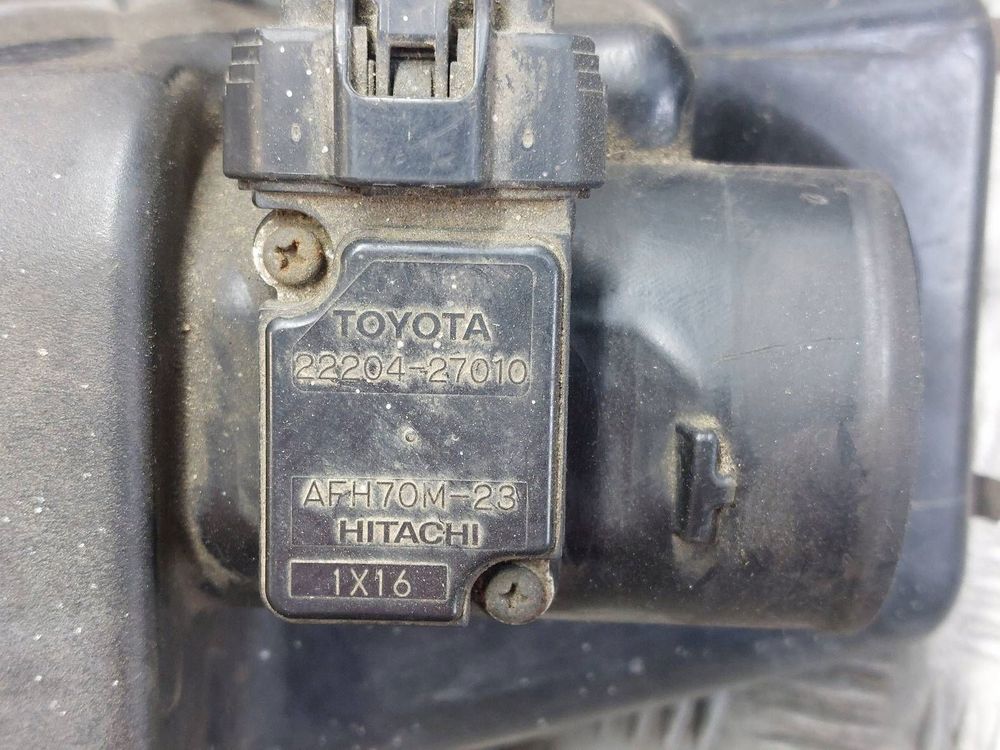 TOYOTA
22204-27010
AFH70M-23
HITACHI
1X16